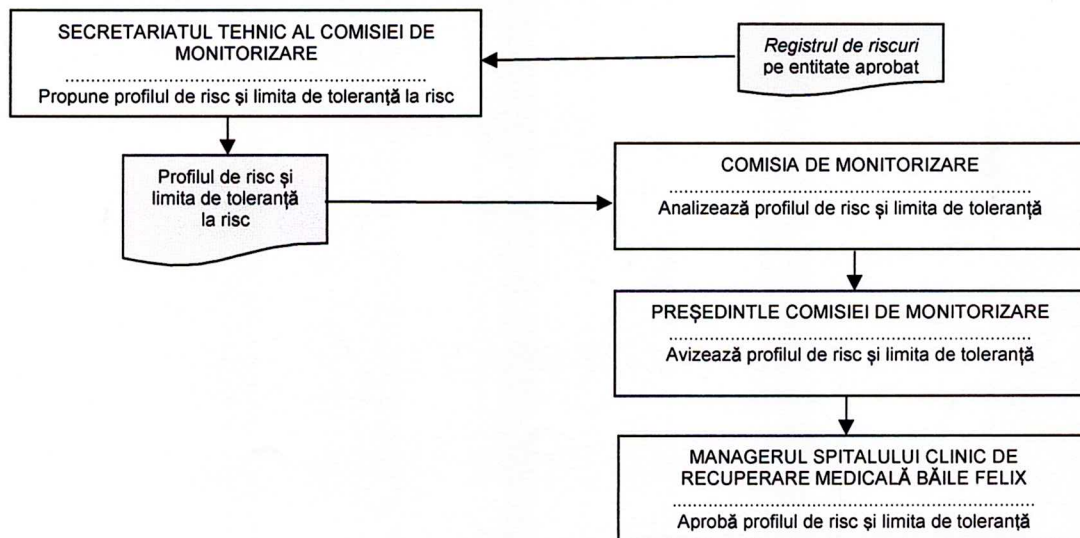 SECRETARIATUL TEHNIC AL COMISIEI DE
MONITORIZARE
........................................................................................
Propune profilul de risc și limita de toleranță la risc
Registrul de riscuri
pe entitate aprobat
Profilul de risc și
limita de toleranță
la risc
COMISIA DE MONITORIZARE
........................................................................................
Analizează profilul de risc și limita de toleranță
PREȘEDINTLE COMISIEI DE MONITORIZARE
........................................................................................
Avizează profilul de risc și limita de toleranță
MANAGERUL SPITALULUI CLINIC DE
RECUPERARE MEDICALĂ BĂILE FELIX
........................................................................................
Aprobă profilul de risc și limita de toleranță